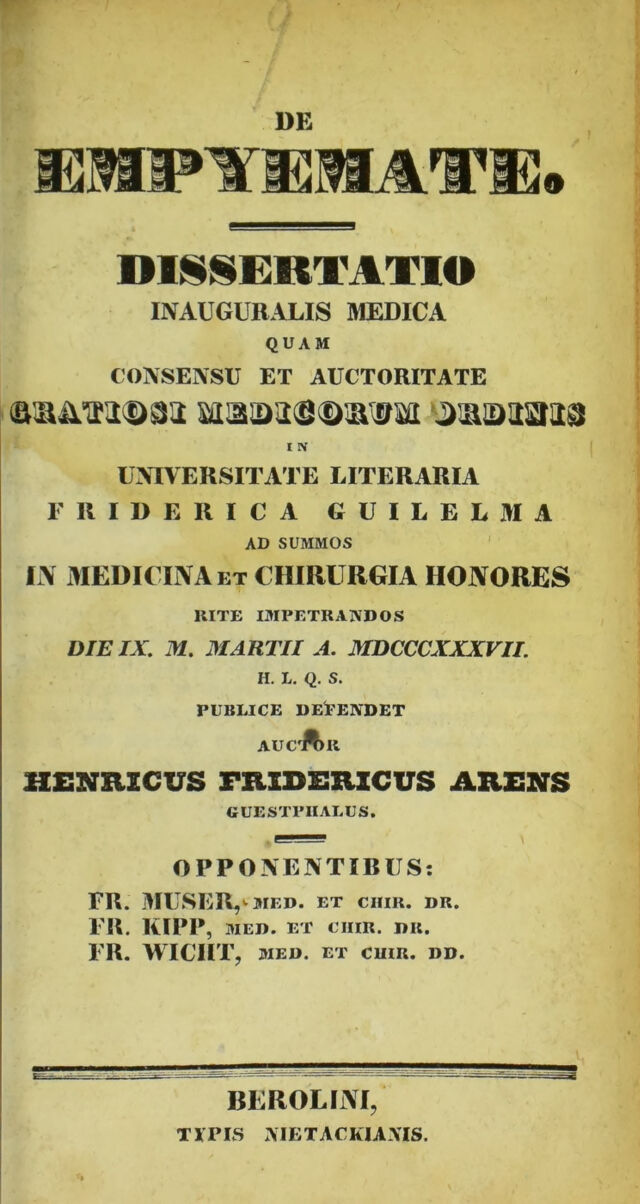 9
DE
EMPYEMATE.
DISSERTATIO
INAUGURALIS MEDICA
QUAM
CONSENSU ET AUCTORITATE
GRATIOSI MEDICORUM ORDINIS
IN
UNIVERSITATE LITERARIA
FRIDERICA GUILELMA
AD SUMMOS
IN MEDICINA ET CHIRURGIA HONORES
RITE IMPETRANDOS
DIE IX. M. MARTII A. MDCCCXXXVII.
H. L. Q. S.
PUBLICE DEFENDET
AUCTOR
HENRICUS FRIDERICUS ARENS
GUESTPHALUS.
OPPONENTIBUS:
FR. MUSER, MED. ET CHIR. DR.
FR. KIPP, MED. ET CHIR. DR.
FR. WICHT, MED. ET CHIR. DD.
BEROLINI,
TYPIS NIETACKIANIS.